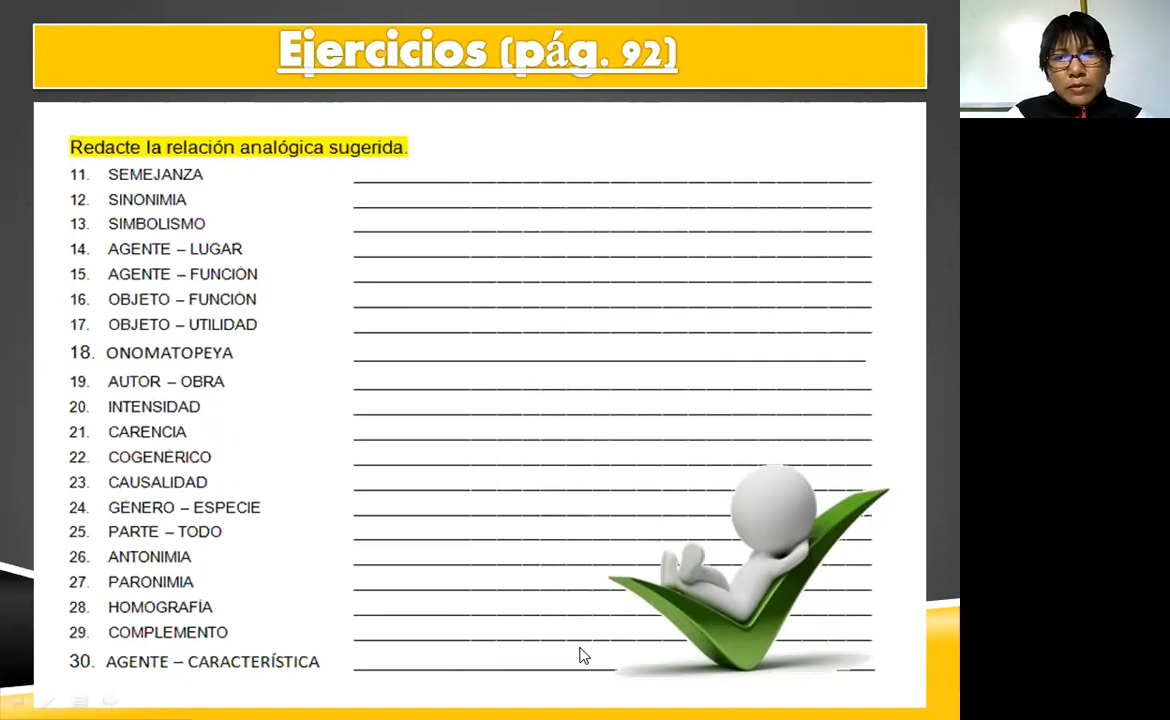 Ejercicios (pág. 92)
Redacte la relación analógica sugerida.
11. SEMEJANZA
12. SINONIMIA
13. SIMBOLISMO
14. AGENTE – LUGAR
15. AGENTE – FUNCIÓN
16. OBJETO – FUNCIÓN
17. OBJETO – UTILIDAD
18. ONOMATOPEYA
19. AUTOR – OBRA
20. INTENSIDAD
21. CARENCIA
22. COGENÉRICO
23. CAUSALIDAD
24. GÉNERO – ESPECIE
25. PARTE – TODO
26. ANTONIMIA
27. PARONIMIA
28. HOMOGRAFÍA
29. COMPLEMENTO
30. AGENTE – CARACTERÍSTICA